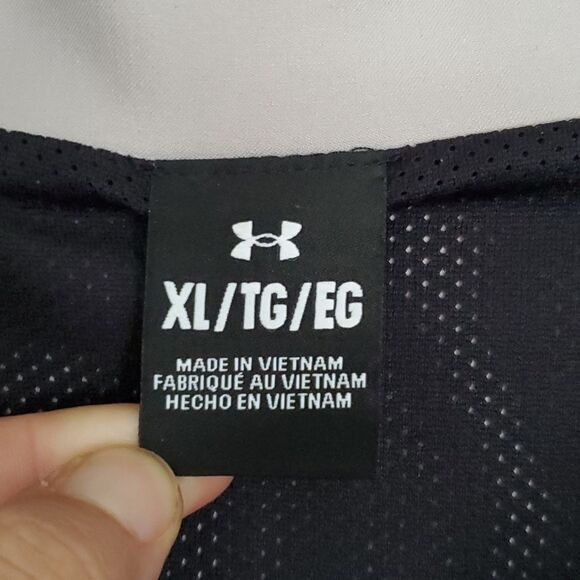 XL/TG/EG
MADE IN VIETNAM
FABRIQUÉ AU VIETNAM
HECHO EN VIETNAM